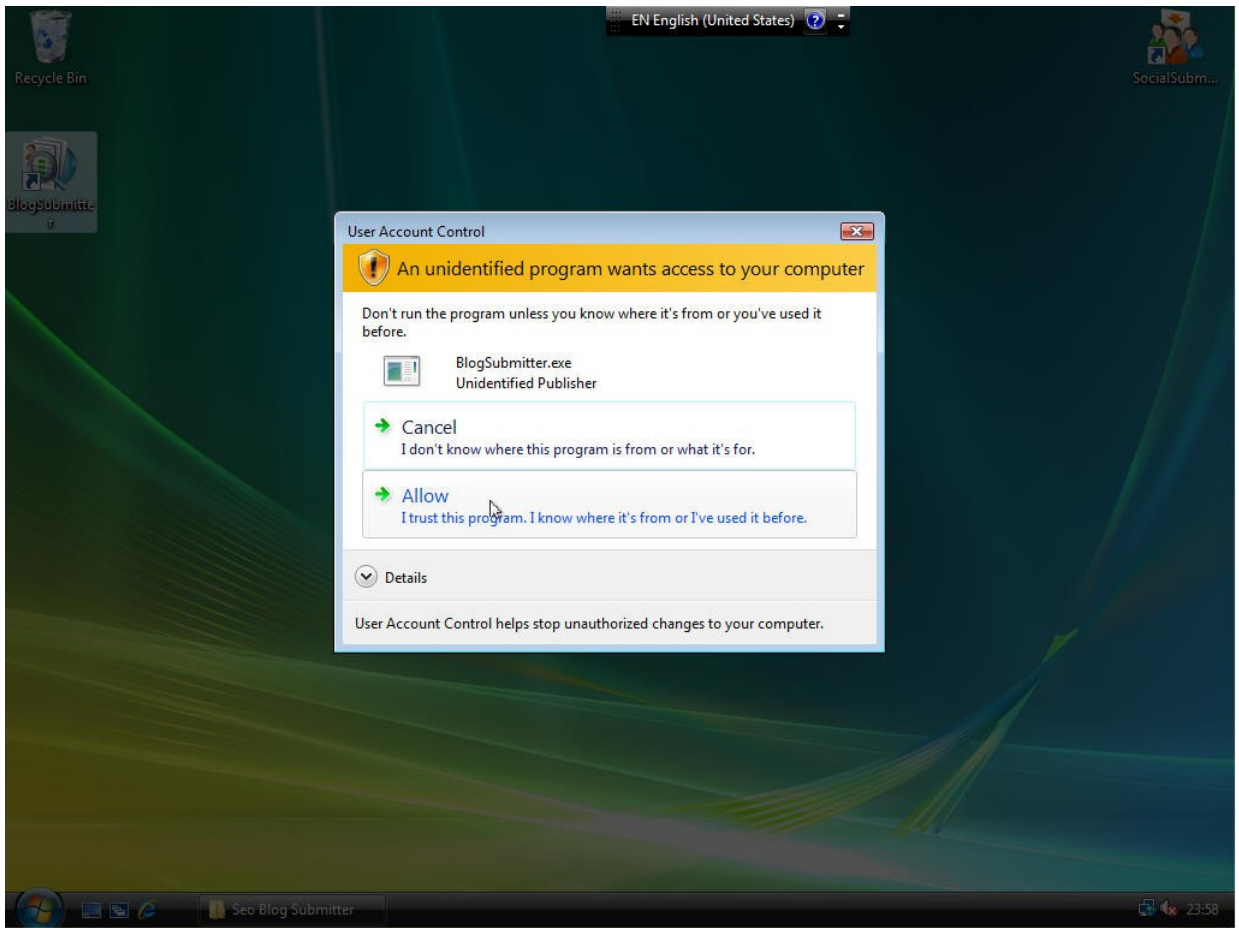 EN English (United States)
Recycle Bin
SocialSubm...
BlogSubmitte
r
User Account Control
An unidentified program wants access to your computer
Don't run the program unless you know where it's from or you've used it
before.
BlogSubmitter.exe
Unidentified Publisher
Cancel
I don't know where this program is from or what it's for.
Allow
I trust this program. I know where it's from or I've used it before.
Details
User Account Control helps stop unauthorized changes to your computer.
Seo Blog Submitter
23:58